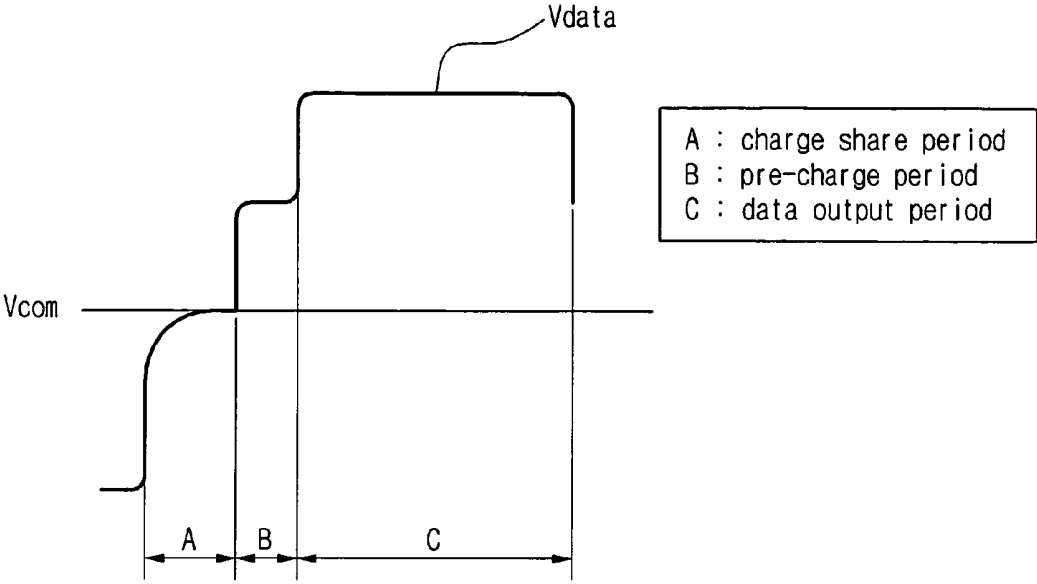 Vdata
A : charge share period
B : pre-charge period
C : data output period
Vcom
A
B
C